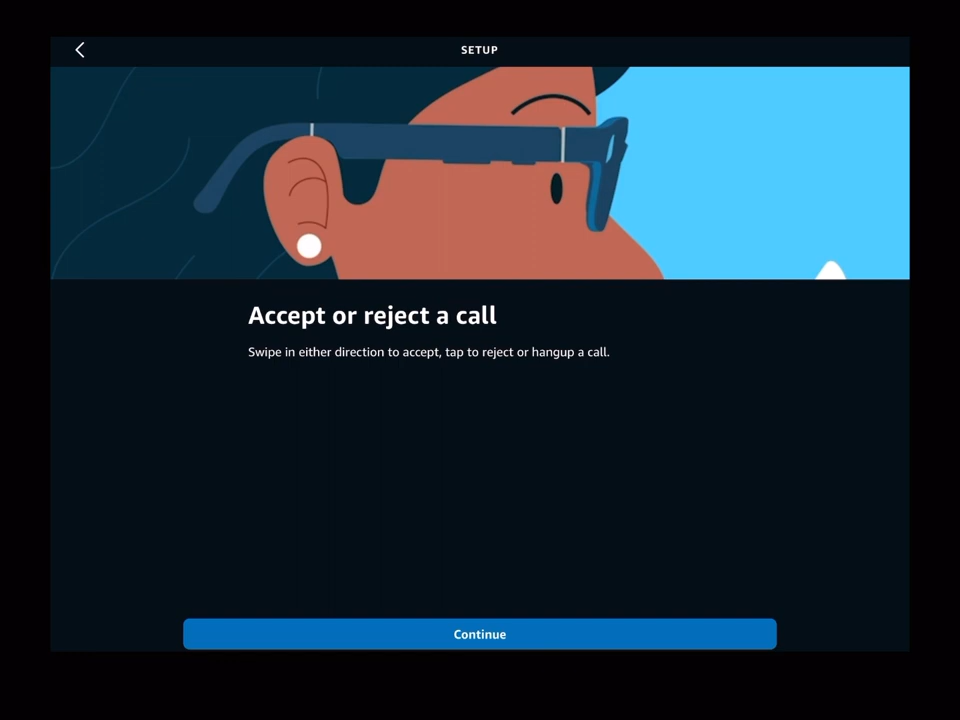 SETUP
Accept or reject a call
Swipe in either direction to accept, tap to reject or hangup a call.
Continue